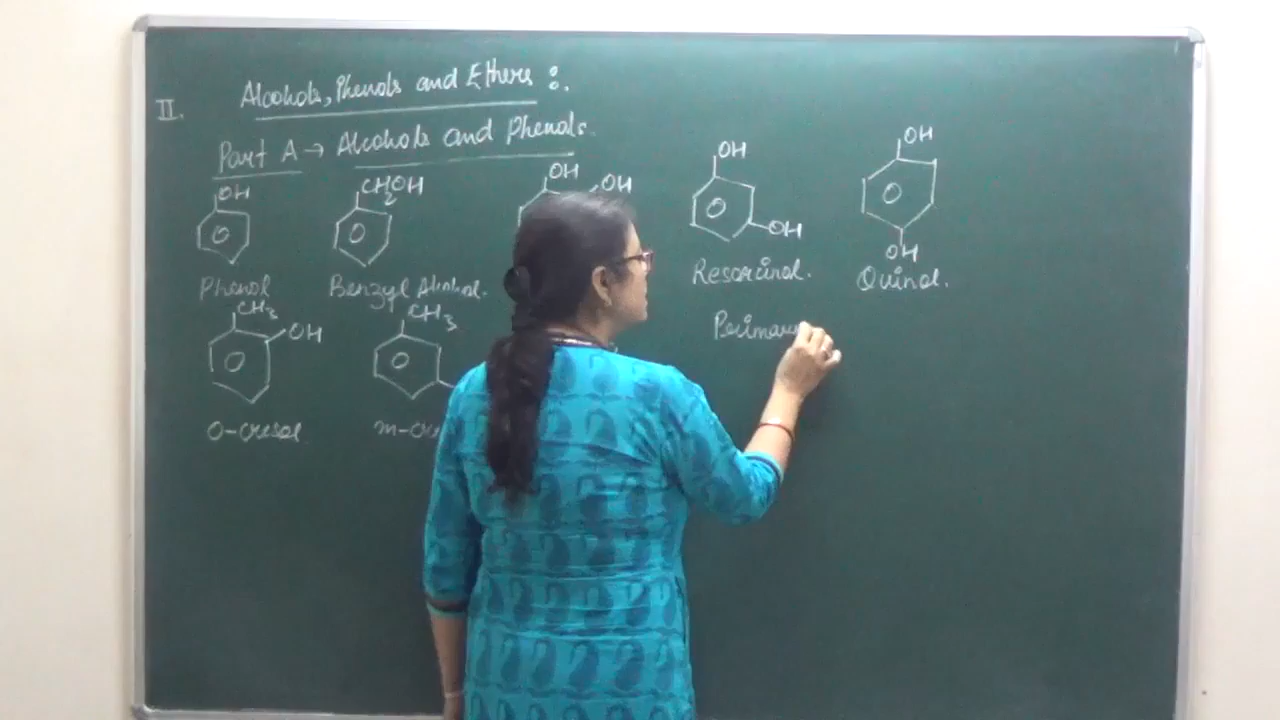 II.
Alcohols, Phenols and Ethers :.
Part A → Alcohols and Phenols.
OH
CH2OH
OH
OH
OH
OH
OH
OH
Phenol
Benzyl Alcohol.
Resorcinol.
Quinol.
CH3
OH
CH3
O-cresol.
m-cre
Primary